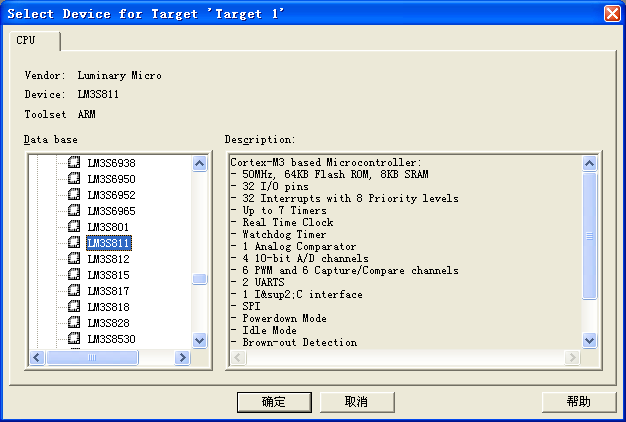 Select Device for Target 'Target 1'
CPU
Vendor: Luminary Micro
Device: LM3S811
Toolset ARM
Data base
LM3S6938
LM3S6950
LM3S6952
LM3S6965
LM3S801
LM3S811
LM3S812
LM3S815
LM3S817
LM3S818
LM3S828
LM3S8530
Description:
Cortex-M3 based Microcontroller:
- 50MHz, 64KB Flash ROM, 8KB SRAM
- 32 I/O pins
- 32 Interrupts with 8 Priority levels
- Up to 7 Timers
- Real Time Clock
- Watchdog Timer
- 1 Analog Comparator
- 4 10-bit A/D channels
- 6 PWM and 6 Capture/Compare channels
- 2 UARTS
- 1 I&sup2;C interface
- SPI
- Powerdown Mode
- Idle Mode
- Brown-out Detection
确定 取消 帮助